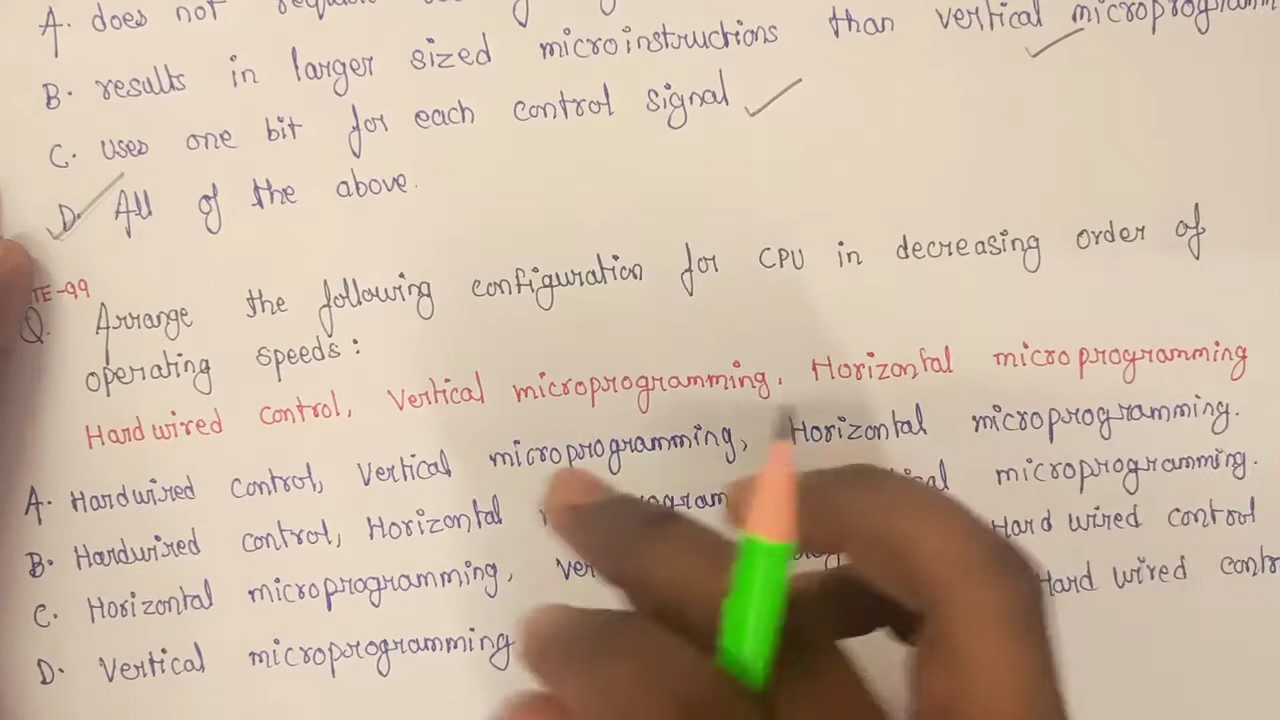 A. does not
B. results in larger sized microinstructions than vertical
C. uses one bit for each control signal
D. All of the above.
TE-99
Q. Arrange the following configuration for CPU in decreasing order of
operating speeds:
Hardwired control, Vertical microprogramming, Horizontal microprogramming
A. Hardwired control, Vertical microprogramming, Horizontal microprogramming.
B. Hardwired control, Horizontal microprogramming.
C. Horizontal microprogramming, Hard wired control
D. Vertical microprogramming Hard wired